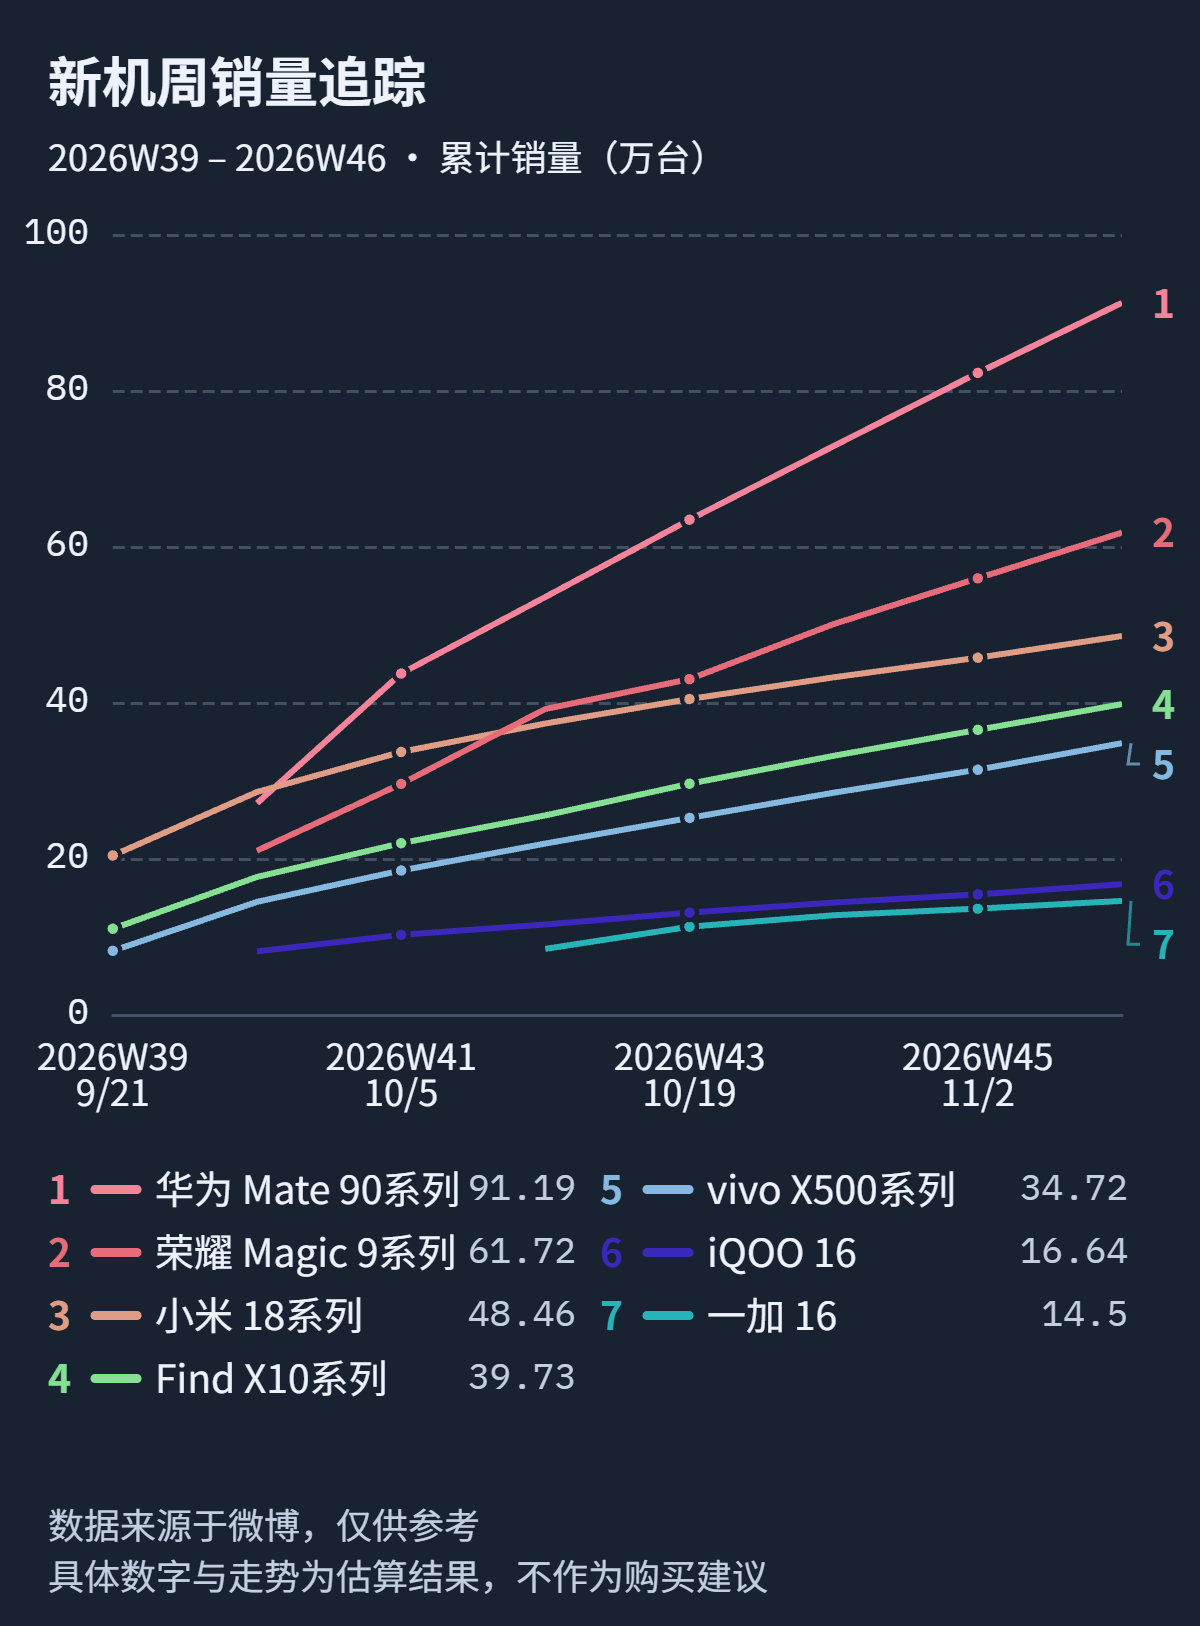 新机周销量追踪
2026W39 – 2026W46 • 累计销量（万台）
100
80
60
40
20
0
1
2
3
4
5
6
7
2026W39
9/21
2026W41
10/5
2026W43
10/19
2026W45
11/2
1 华为 Mate 90系列 91.19
2 荣耀 Magic 9系列 61.72
3 小米 18系列 48.46
4 Find X10系列 39.73
5 vivo X500系列 34.72
6 iQOO 16 16.64
7 一加 16 14.5
数据来源于微博，仅供参考
具体数字与走势为估算结果，不作为购买建议